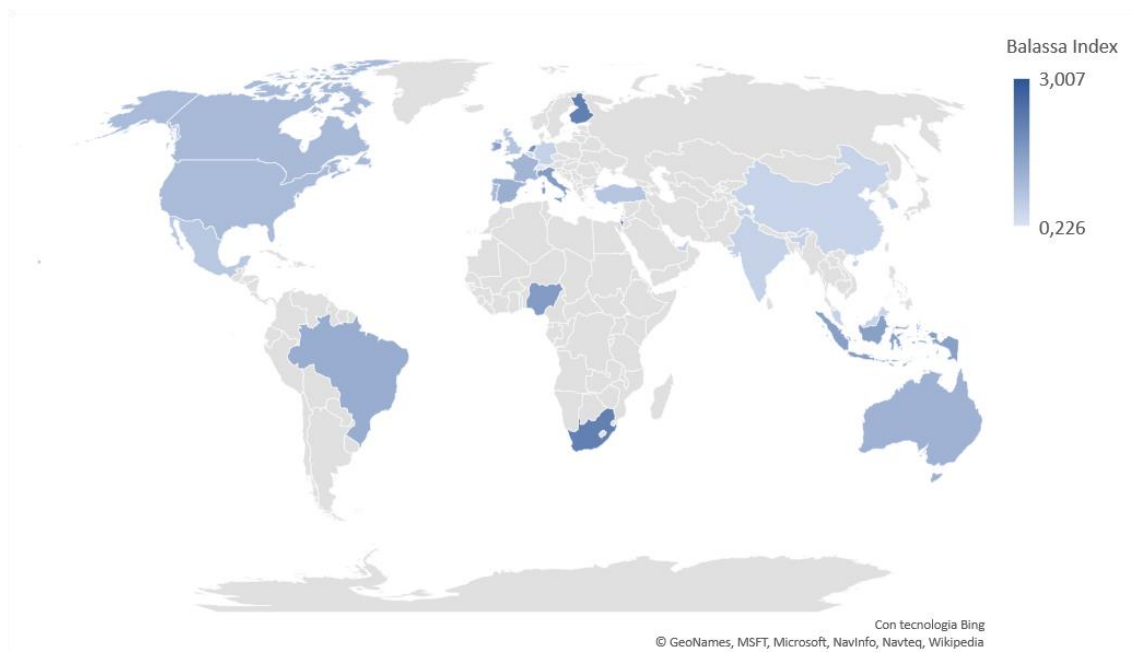 Balassa Index
3,007
0,226
Con tecnologia Bing
© GeoNames, MSFT, Microsoft, NavInfo, Navteq, Wikipedia